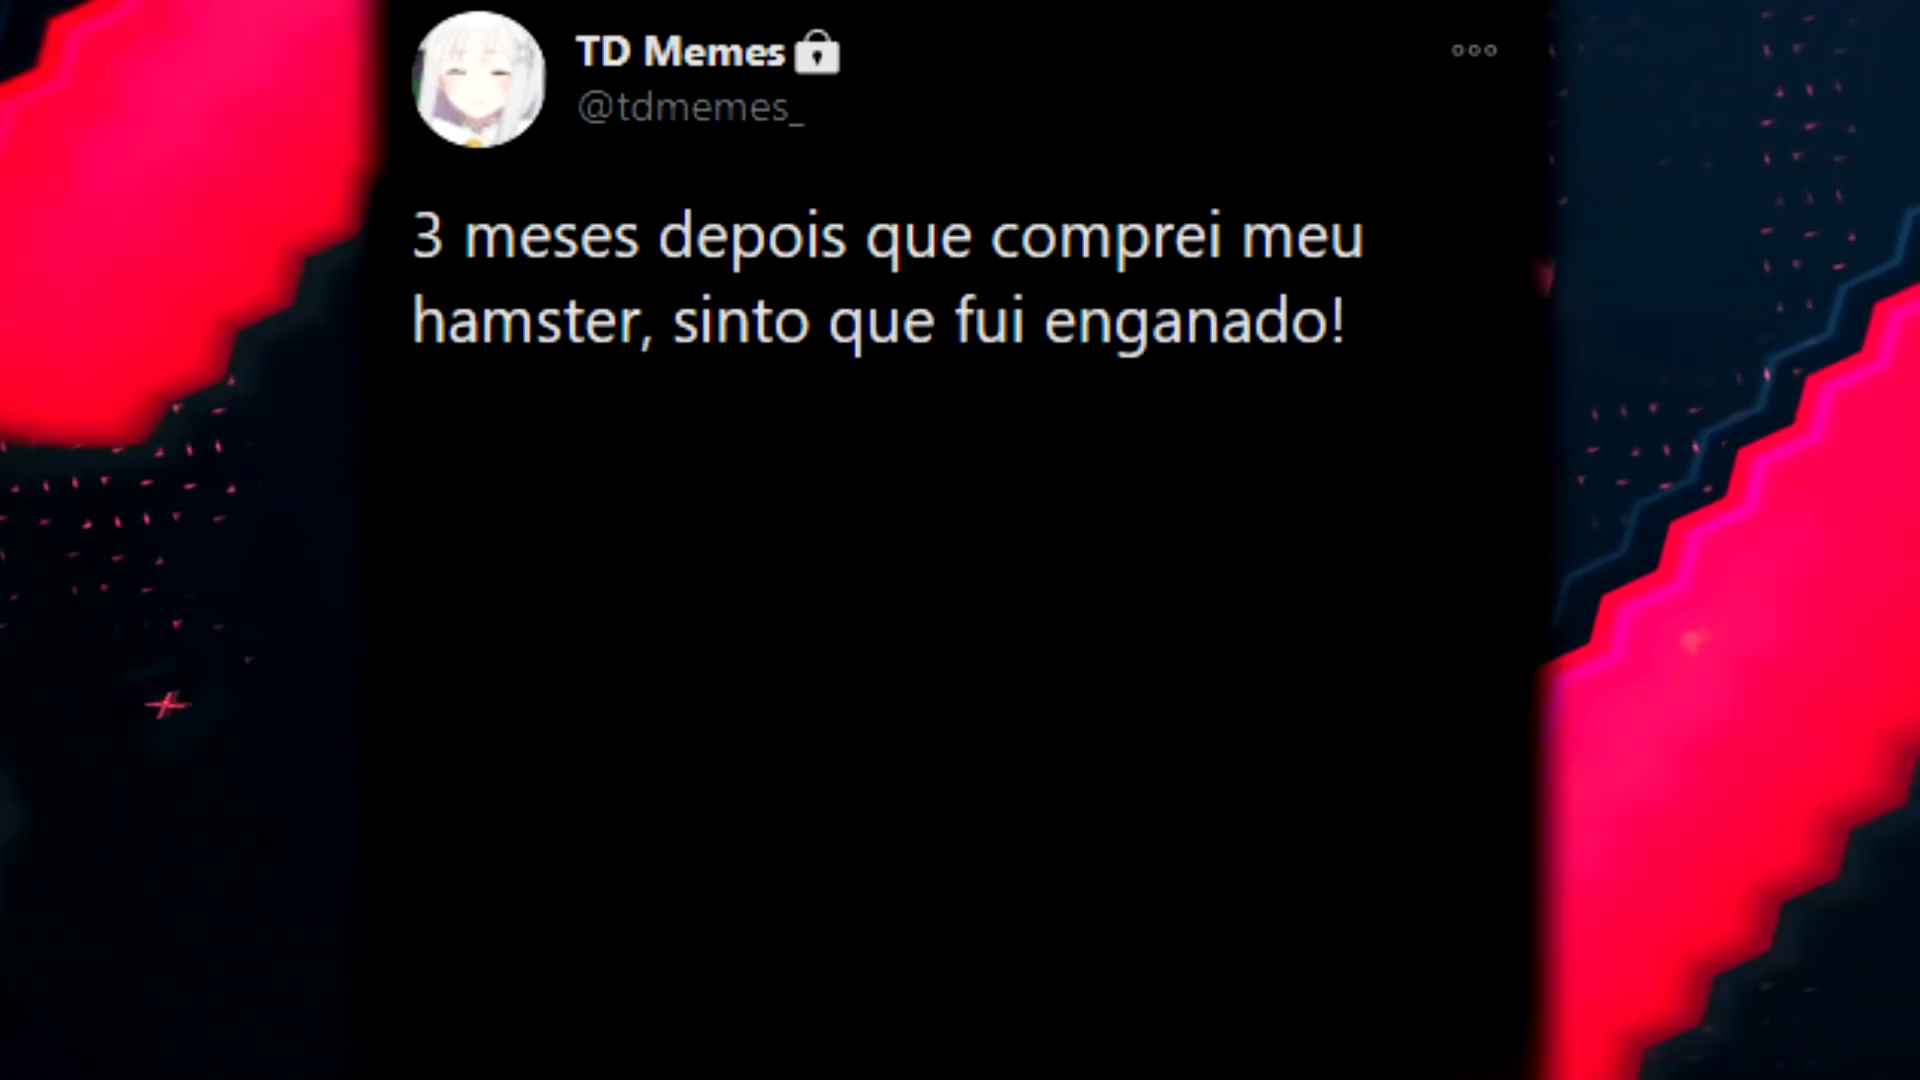 TD Memes
@tdmemes_
3 meses depois que comprei meu
hamster, sinto que fui enganado!